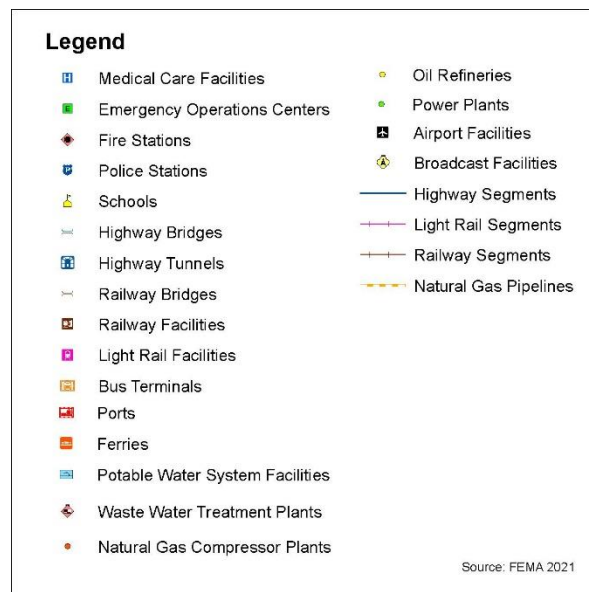 Legend
Medical Care Facilities
Emergency Operations Centers
Fire Stations
Police Stations
Schools
Highway Bridges
Highway Tunnels
Railway Bridges
Railway Facilities
Light Rail Facilities
Bus Terminals
Ports
Ferries
Potable Water System Facilities
Waste Water Treatment Plants
Natural Gas Compressor Plants
Oil Refineries
Power Plants
Airport Facilities
Broadcast Facilities
Highway Segments
Light Rail Segments
Railway Segments
Natural Gas Pipelines
Source: FEMA 2021